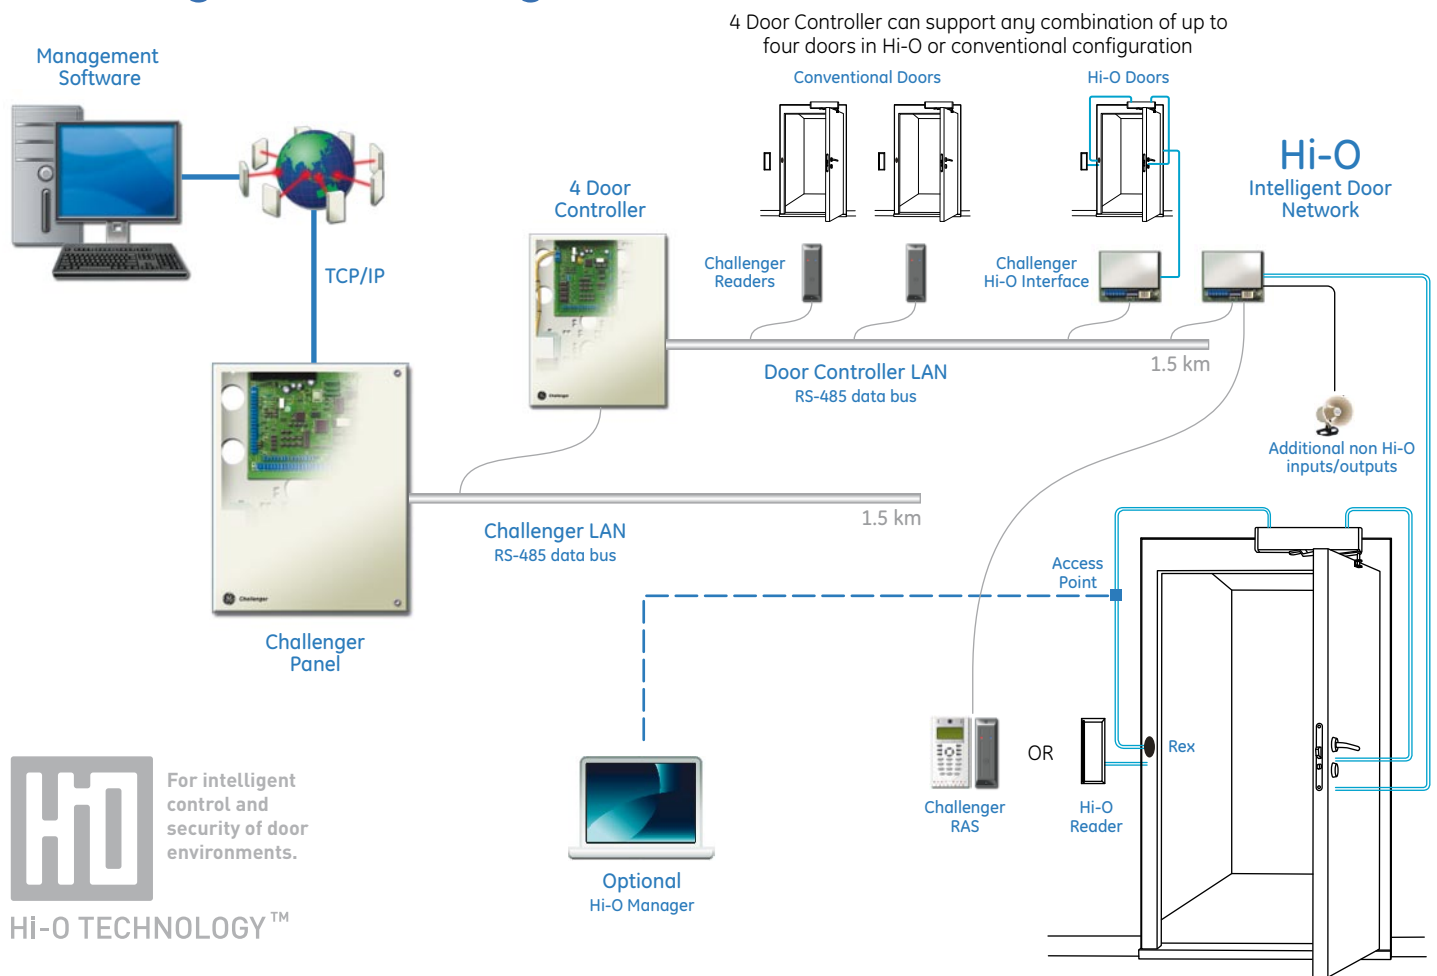 4 Door Controller can support any combination of up to
four doors in Hi-O or conventional configuration
Management
Software
Conventional Doors
Hi-O Doors
Hi-O
Intelligent Door
Network
4 Door
Controller
TCP/IP
Challenger
Readers
Challenger
Hi-O Interface
1.5 km
Door Controller LAN
RS-485 data bus
Challenger
Additional non Hi-O
inputs/outputs
1.5 km
Challenger LAN
RS-485 data bus
Access
Point
Challenger
Challenger
Panel
OR
Rex
Challenger
RAS
Hi-O
Reader
Optional
Hi-O Manager
HiO
For intelligent
control and
security of door
environments.
Hi-O TECHNOLOGY™